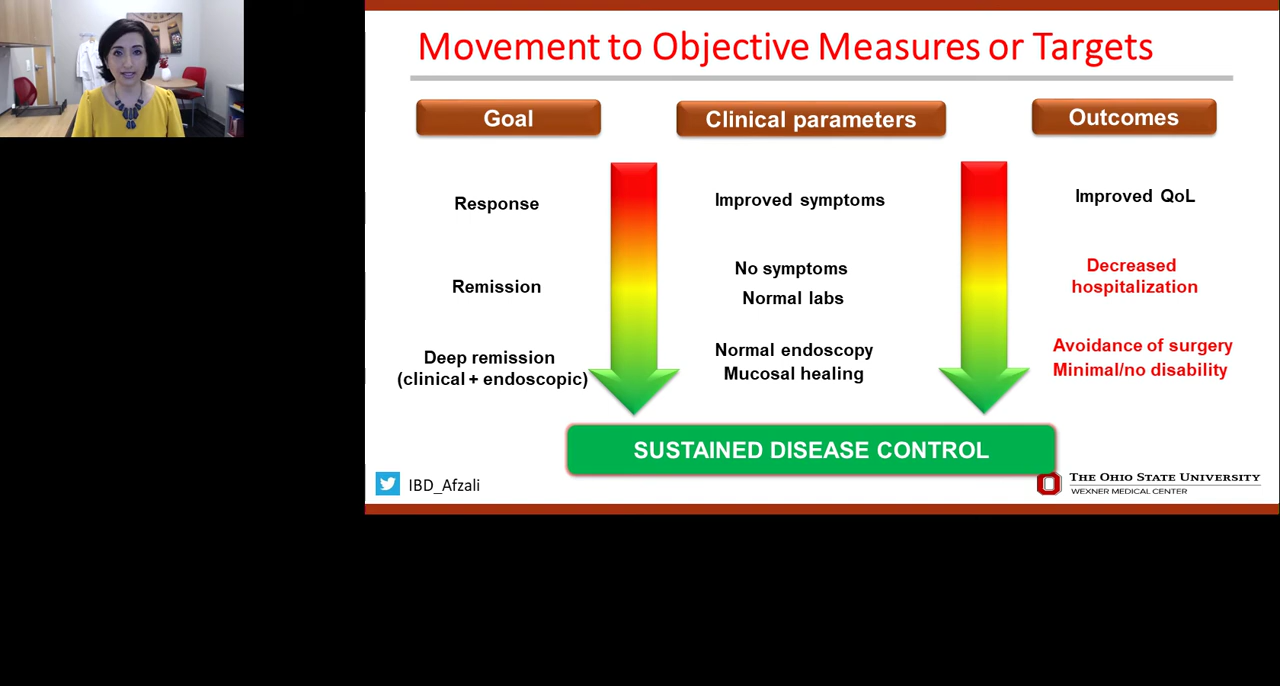 Movement to Objective Measures or Targets
Goal
Clinical parameters
Outcomes
Response
Improved symptoms
Improved QoL
Remission
No symptoms
Normal labs
Decreased
hospitalization
Deep remission
(clinical + endoscopic)
Normal endoscopy
Mucosal healing
Avoidance of surgery
Minimal/no disability
SUSTAINED DISEASE CONTROL
IBD_Afzali
THE OHIO STATE UNIVERSITY
WEXNER MEDICAL CENTER